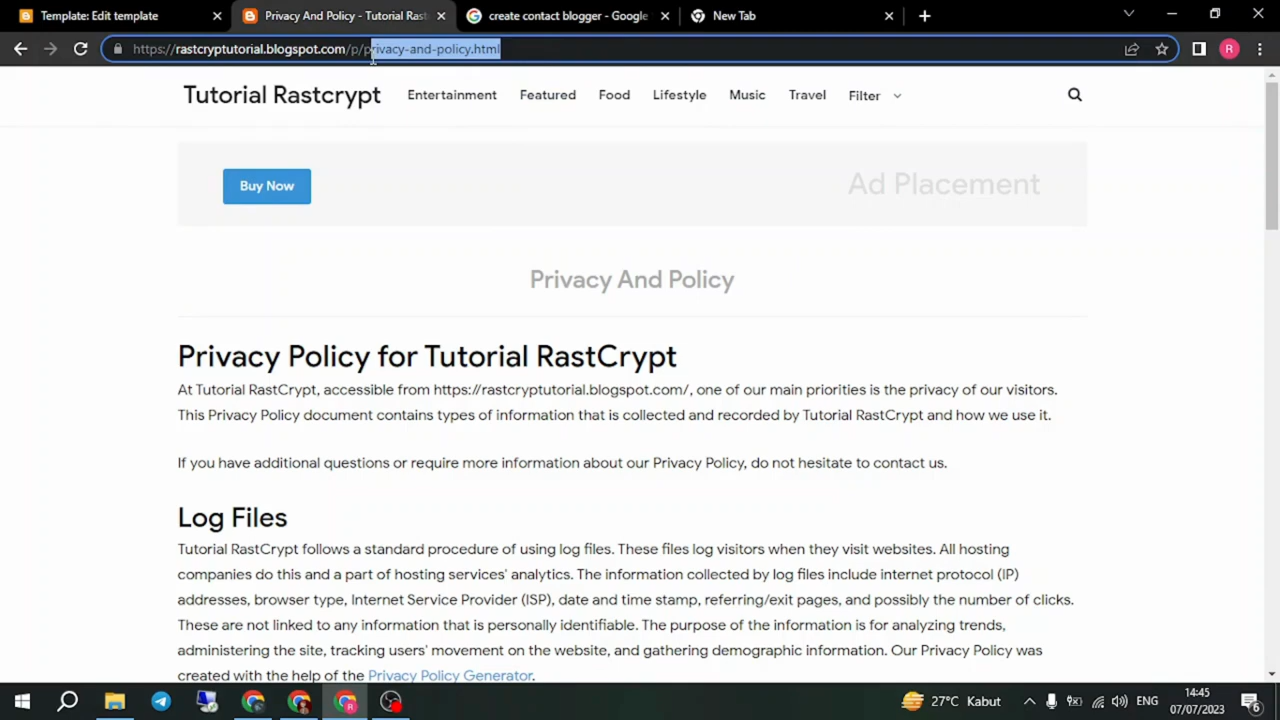 Template: Edit template
Privacy And Policy - Tutorial Rast
create contact blogger - Google
New Tab
https://rastcryptutorial.blogspot.com/p/privacy-and-policy.html
R
Tutorial Rastcrypt
Entertainment
Featured
Food
Lifestyle
Music
Travel
Filter
Buy Now
Ad Placement
Privacy And Policy
Privacy Policy for Tutorial RastCrypt
At Tutorial RastCrypt, accessible from https://rastcryptutorial.blogspot.com/, one of our main priorities is the privacy of our visitors.
This Privacy Policy document contains types of information that is collected and recorded by Tutorial RastCrypt and how we use it.
If you have additional questions or require more information about our Privacy Policy, do not hesitate to contact us.
Log Files
Tutorial RastCrypt follows a standard procedure of using log files. These files log visitors when they visit websites. All hosting
companies do this and a part of hosting services' analytics. The information collected by log files include internet protocol (IP)
addresses, browser type, Internet Service Provider (ISP), date and time stamp, referring/exit pages, and possibly the number of clicks.
These are not linked to any information that is personally identifiable. The purpose of the information is for analyzing trends,
administering the site, tracking users' movement on the website, and gathering demographic information. Our Privacy Policy was
created with the help of the Privacy Policy Generator.
27°C Kabut
ENG
14:45
07/07/2023
6